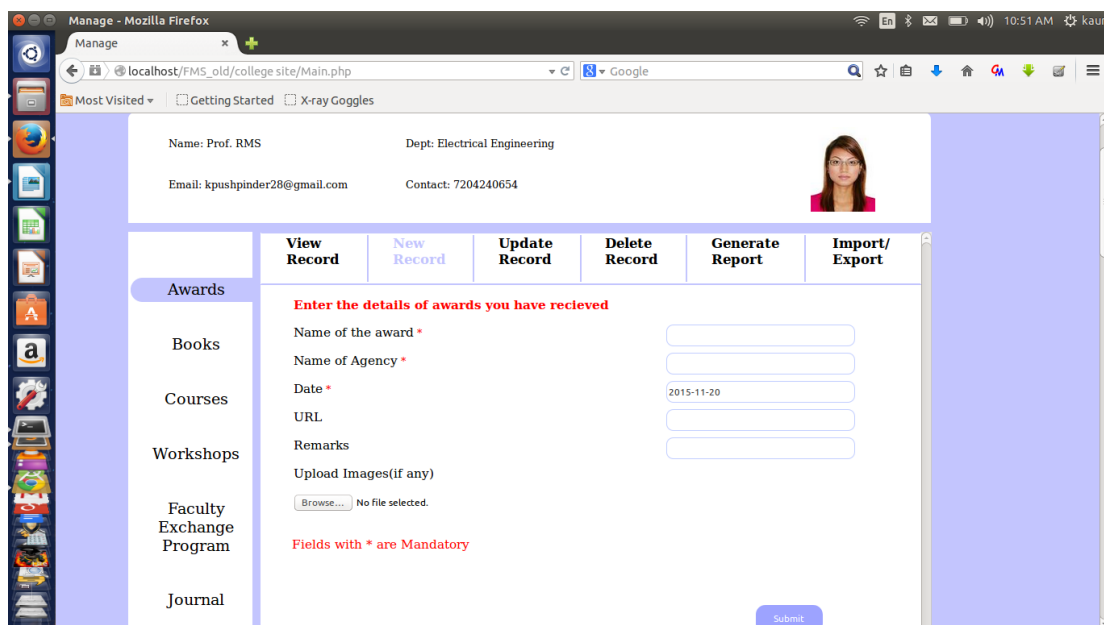 Manage - Mozilla Firefox
En
10:51 AM
kaur
Manage
localhost/FMS_old/college site/Main.php
Google
Most Visited
Getting Started
X-ray Goggles
Name: Prof. RMS
Dept: Electrical Engineering
Email: kpushpinder28@gmail.com
Contact: 7204240654
View Record
New Record
Update Record
Delete Record
Generate Report
Import/ Export
Awards
Books
Courses
Workshops
Faculty
Exchange
Program
Journal
Enter the details of awards you have recieved
Name of the award *
Name of Agency *
Date * 2015-11-20
URL
Remarks
Upload Images(if any)
Browse... No file selected.
Fields with * are Mandatory
Submit